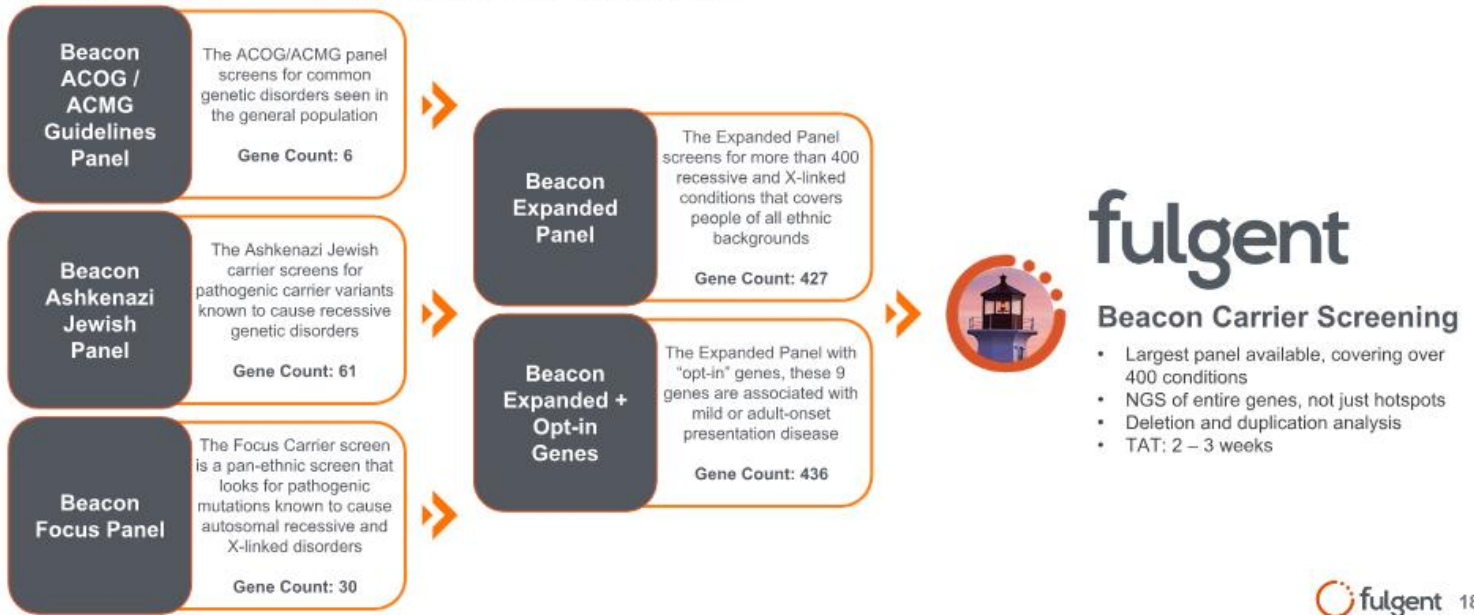 Beacon
ACOG /
ACMG
Guidelines
Panel
The ACOG/ACMG panel
screens for common
genetic disorders seen in
the general population
Gene Count: 6
Beacon
Ashkenazi
Jewish
Panel
The Ashkenazi Jewish
carrier screens for
pathogenic carrier variants
known to cause recessive
genetic disorders
Gene Count: 61
Beacon
Focus Panel
The Focus Carrier screen
is a pan-ethnic screen that
looks for pathogenic
mutations known to cause
autosomal recessive and
X-linked disorders
Gene Count: 30
Beacon
Expanded
Panel
The Expanded Panel
screens for more than 400
recessive and X-linked
conditions that covers
people of all ethnic
backgrounds
Gene Count: 427
Beacon
Expanded +
Opt-in
Genes
The Expanded Panel with
“opt-in” genes, these 9
genes are associated with
mild or adult-onset
presentation disease
Gene Count: 436
fulgent
Beacon Carrier Screening
• Largest panel available, covering over
400 conditions
• NGS of entire genes, not just hotspots
• Deletion and duplication analysis
• TAT: 2 – 3 weeks
fulgent 18